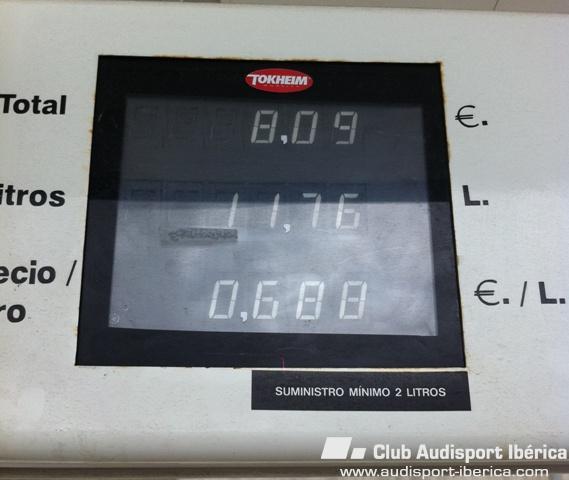 TOKHEIM
Total 8,09 €.
itros 11,76 L.
ecio / 0,688 €. / L.
ro
SUMINISTRO MÍNIMO 2 LITROS
Club Audisport Ibérica
www.audisport-iberica.com